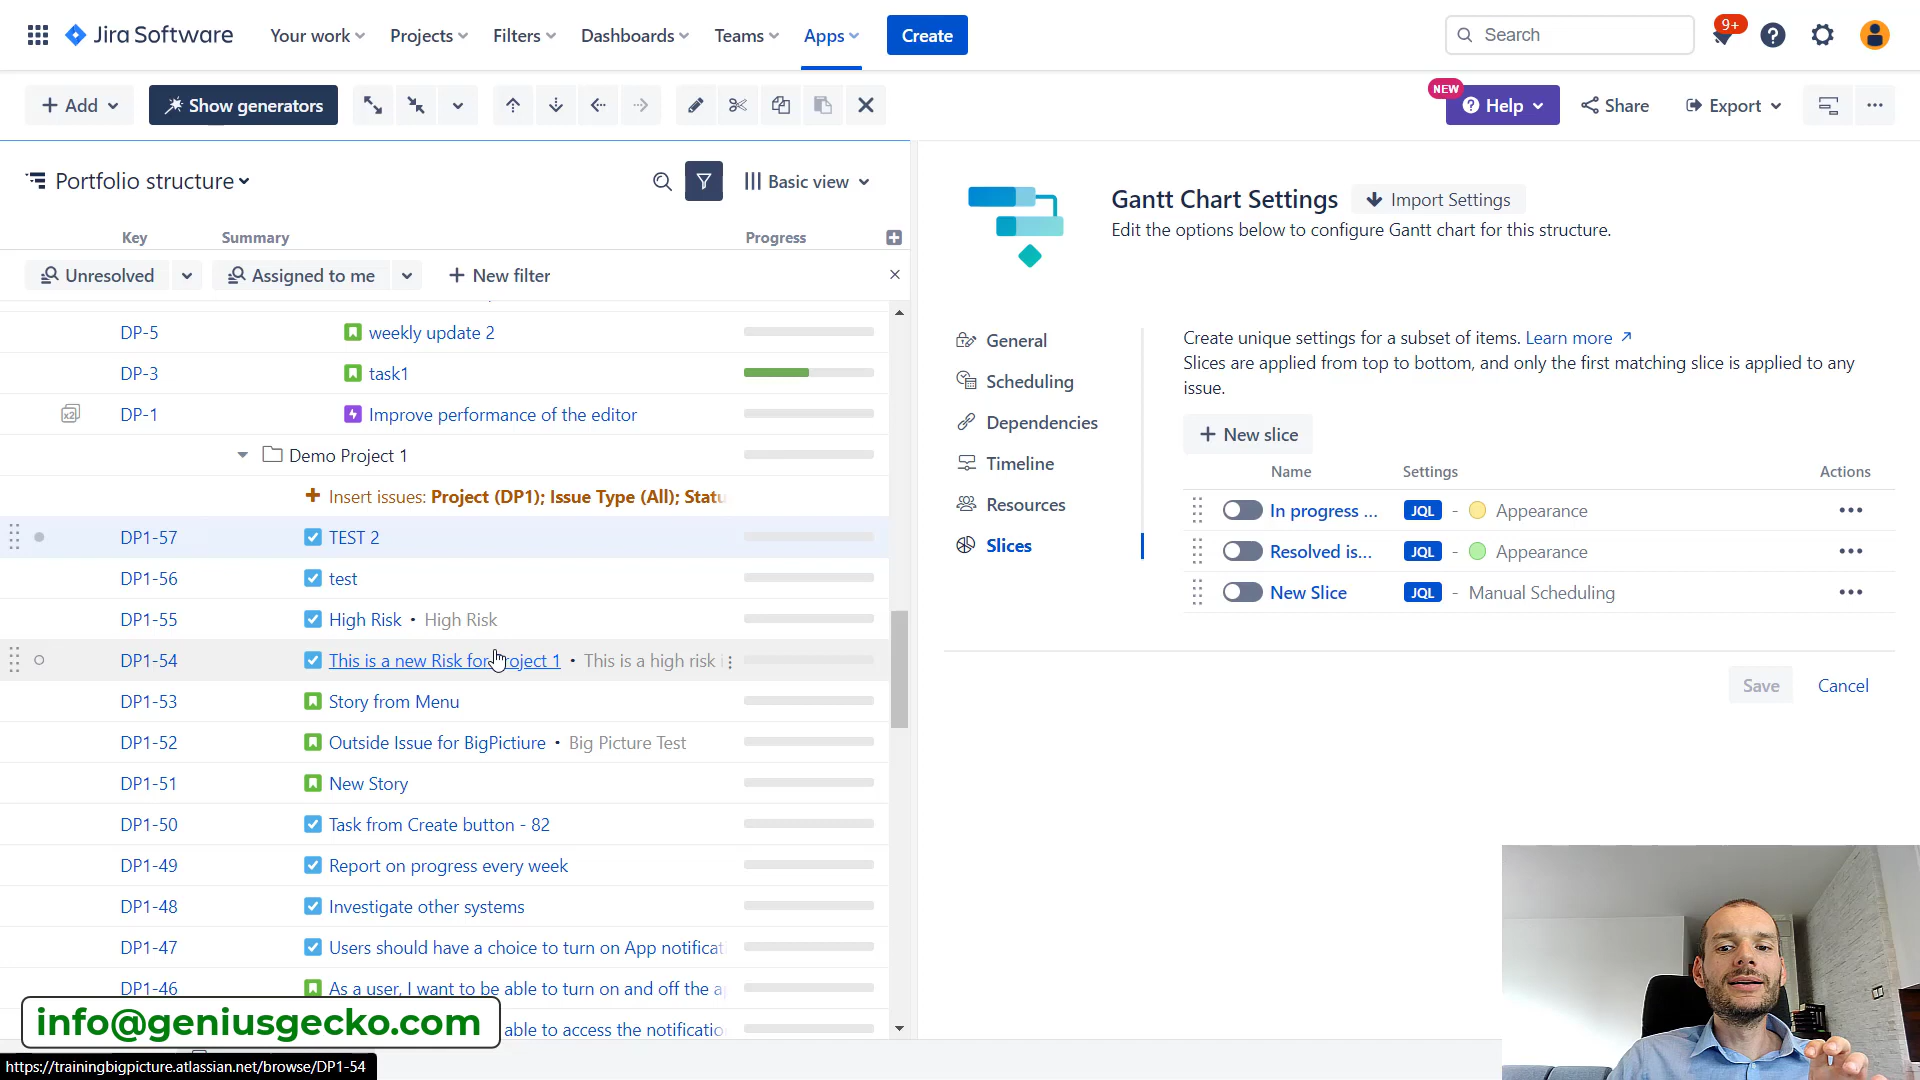 Jira Software
Your work
Projects
Filters
Dashboards
Teams
Apps
Create
Search
9+
Add
Show generators
NEW
Help
Share
Export
Portfolio structure
Basic view
Key
Summary
Progress
Unresolved
Assigned to me
New filter
DP-5 weekly update 2
DP-3 task1
x2 DP-1 Improve performance of the editor
Demo Project 1
Insert issues: Project (DP1); Issue Type (All); Statu
DP1-57 TEST 2
DP1-56 test
DP1-55 High Risk • High Risk
DP1-54 This is a new Risk for Project 1 • This is a high risk i
DP1-53 Story from Menu
DP1-52 Outside Issue for BigPictiure • Big Picture Test
DP1-51 New Story
DP1-50 Task from Create button - 82
DP1-49 Report on progress every week
DP1-48 Investigate other systems
DP1-47 Users should have a choice to turn on App notificati
DP1-46 As a user, I want to be able to turn on and off the a
able to access the notificatio
info@geniusgecko.com
https://trainingbigpicture.atlassian.net/browse/DP1-54
Gantt Chart Settings
Import Settings
Edit the options below to configure Gantt chart for this structure.
General
Scheduling
Dependencies
Timeline
Resources
Slices
Create unique settings for a subset of items. Learn more
Slices are applied from top to bottom, and only the first matching slice is applied to any
issue.
New slice
Name Settings Actions
In progress ... JQL - Appearance
Resolved is... JQL - Appearance
New Slice JQL - Manual Scheduling
Save
Cancel